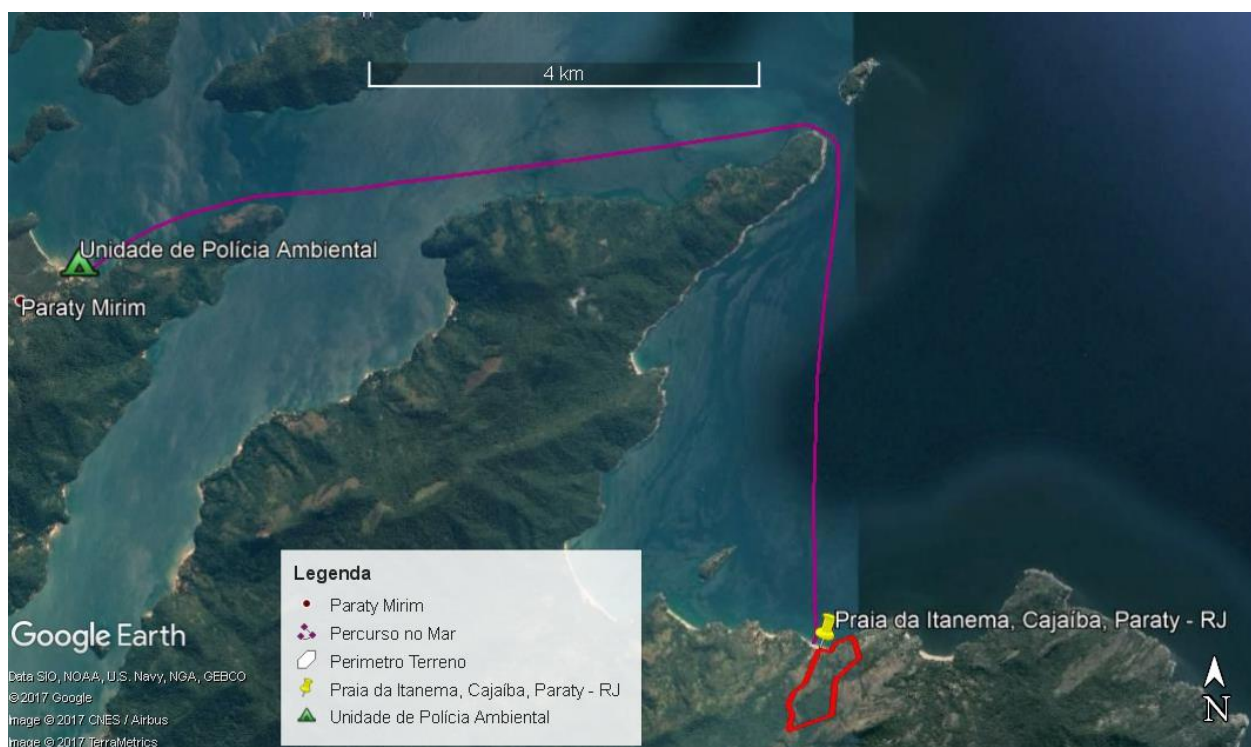 4 km
Unidade de Polícia Ambiental
Paraty Mirim
Legenda
Paraty Mirim
Percurso no Mar
Perimetro Terreno
Praia da Itanema, Cajaíba, Paraty - RJ
Unidade de Polícia Ambiental
Praia da Itanema, Cajaíba, Paraty - RJ
Google Earth
Data SIO, NOAA, U.S. Navy, NGA, GEBCO
© 2017 Google
Image © 2017 CNES / Airbus
Image © 2017 TerraMetrics
N